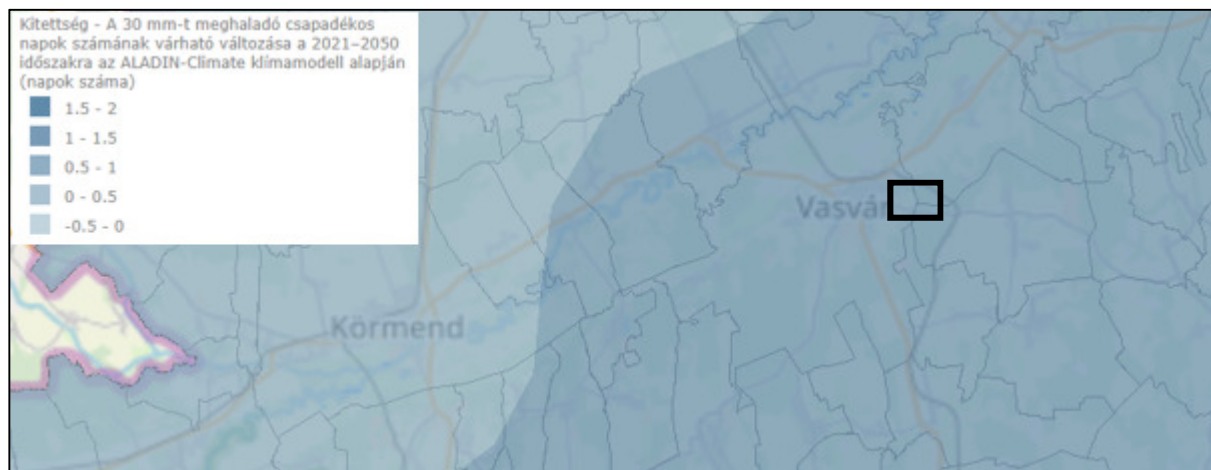 Kitettség - A 30 mm-t meghaladó csapadékos
napok számának várható változása a 2021–2050
időszakra az ALADIN-Climate klímamodell alapján
(napok száma)
1.5 - 2
1 - 1.5
0.5 - 1
0 - 0.5
-0.5 - 0
Vasvár
Körmend